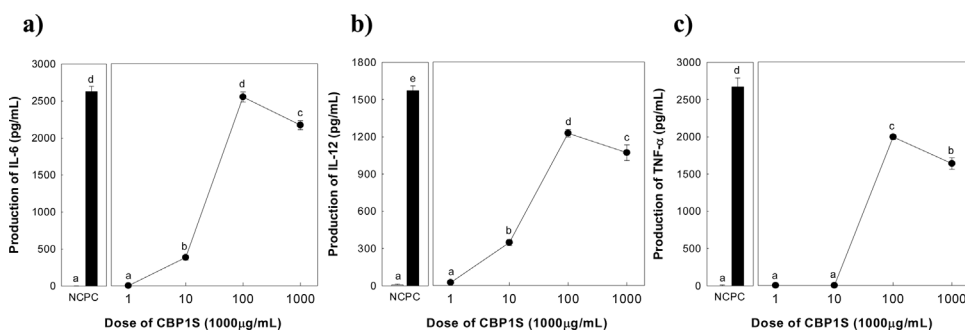 a)
Production of IL-6 (pg/mL)
3000
2500
2000
1500
1000
500
0
a
d
NCPC
a
b
d
c
1
10
100
1000
Dose of CBP1S (1000µg/mL)
b)
Production of IL-12 (pg/mL)
1800
1500
1200
900
600
300
0
a
e
NCPC
a
b
d
c
1
10
100
1000
Dose of CBP1S (1000µg/mL)
c)
Production of TNF-α (pg/mL)
3000
2500
2000
1500
1000
500
0
a
d
NCPC
a
a
c
b
1
10
100
1000
Dose of CBP1S (1000µg/mL)